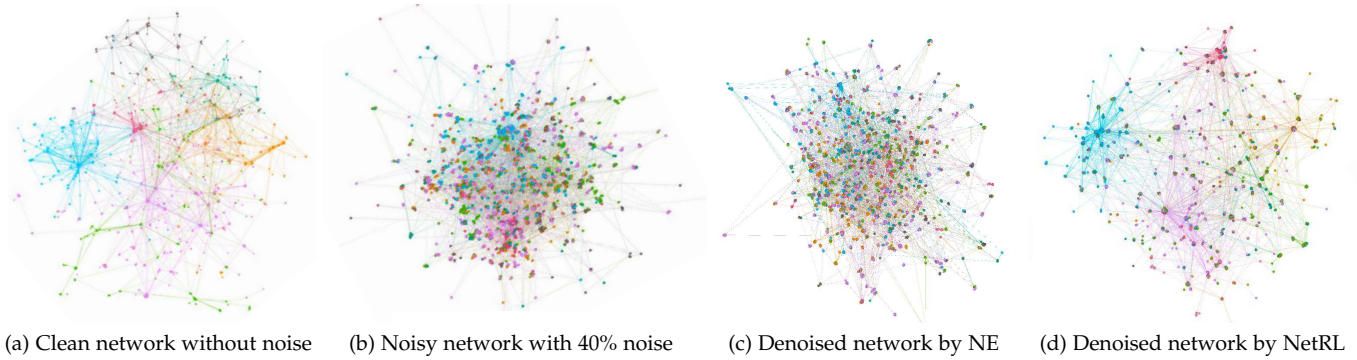 (a) Clean network without noise
(b) Noisy network with 40% noise
(c) Denoised network by NE
(d) Denoised network by NetRL